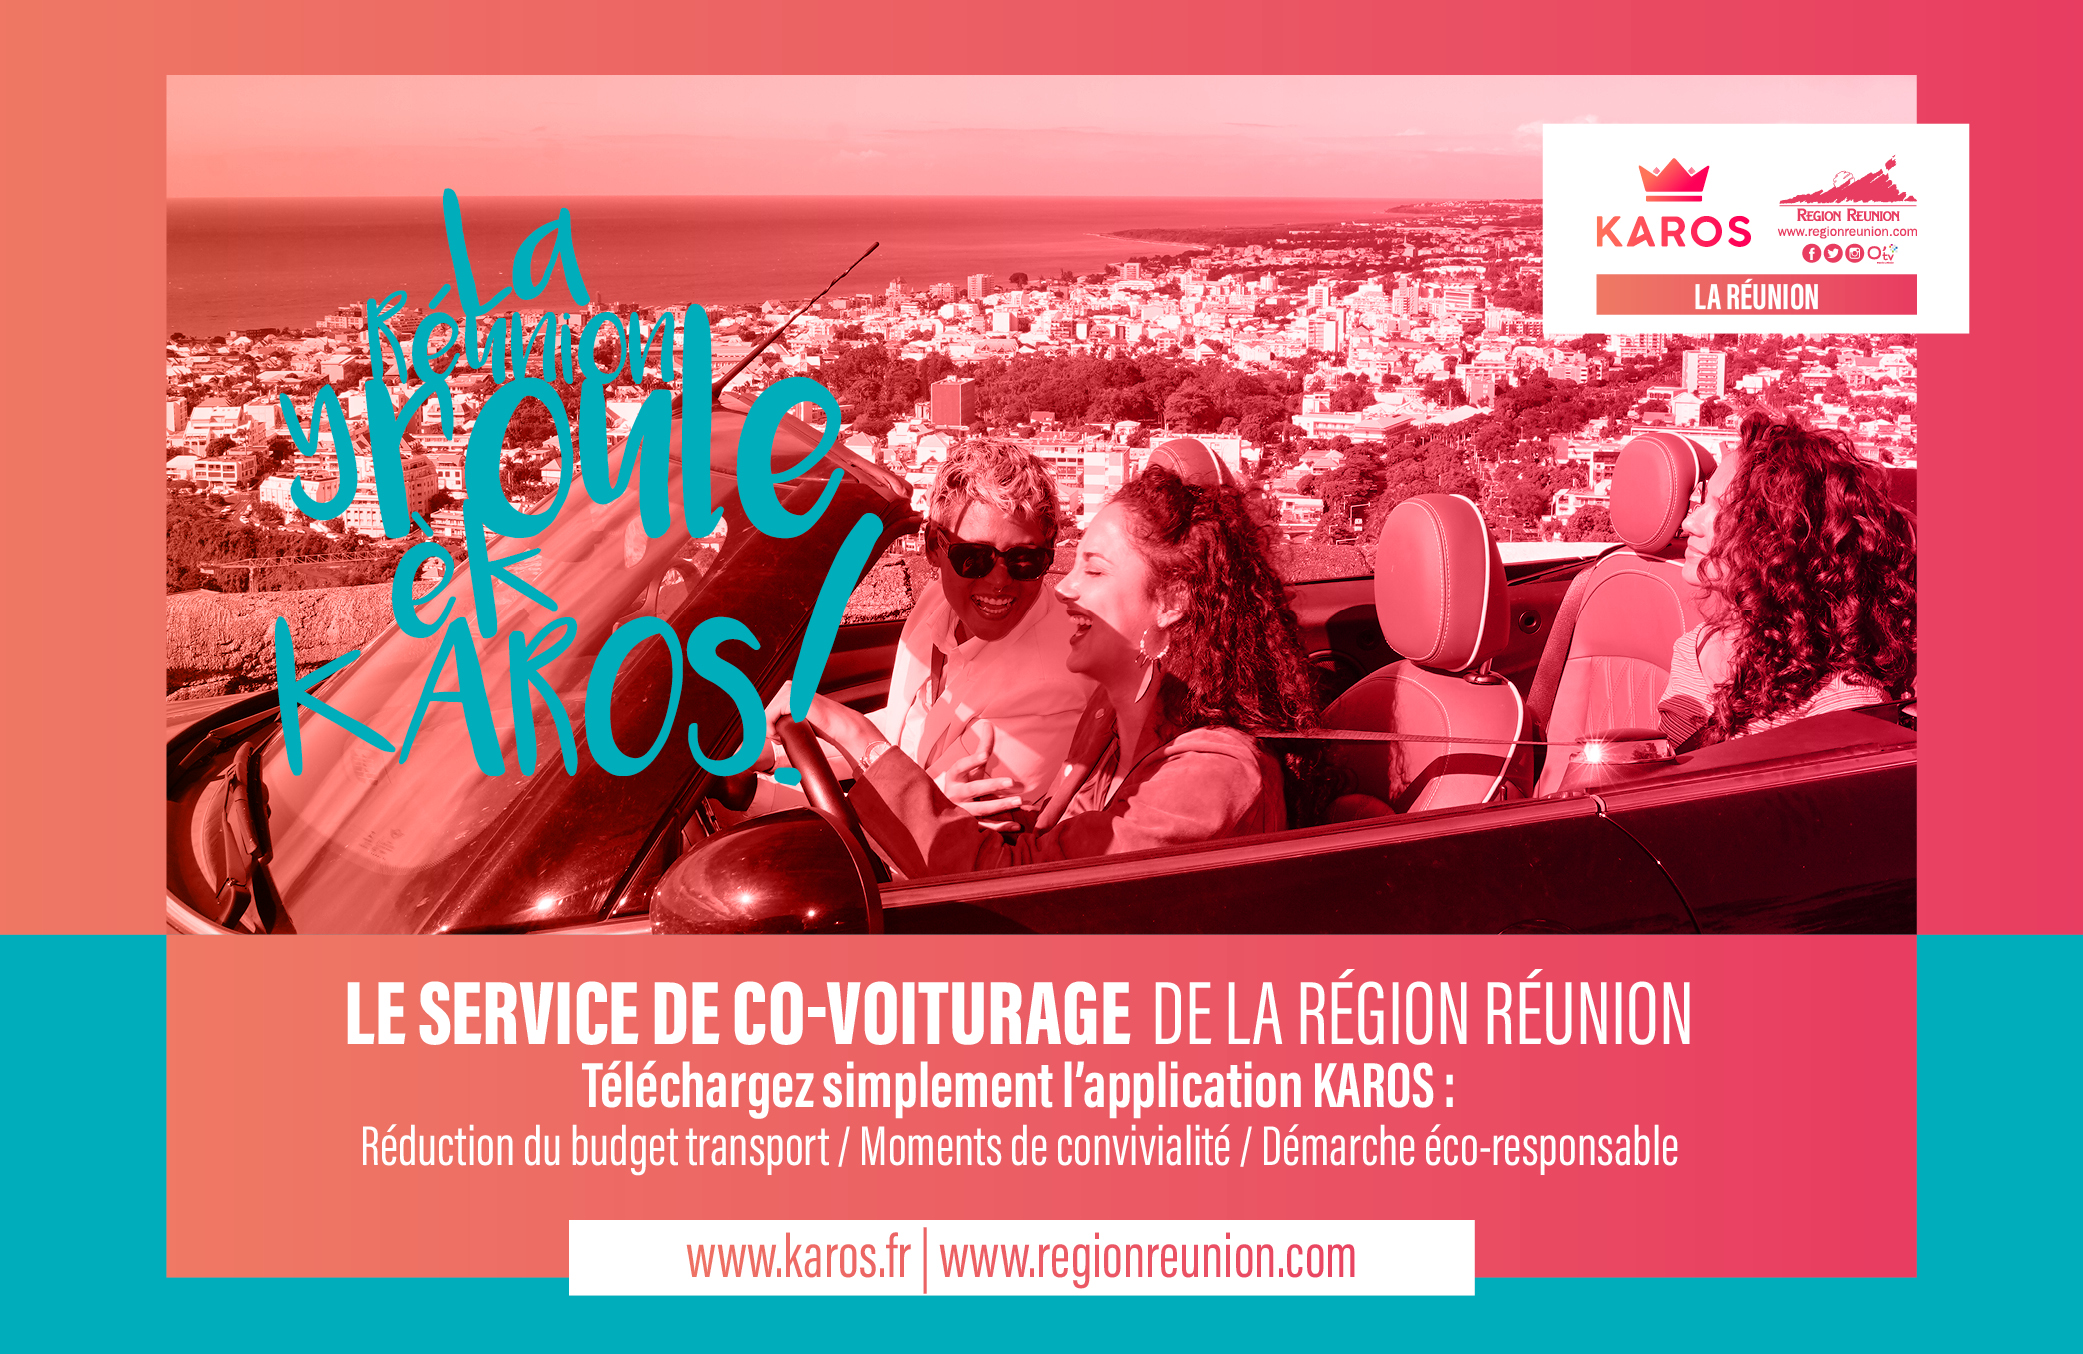 La
Réunion
y roule
èk
KAROS!
KAROS
REGION REUNION
www.regionreunion.com
LA RÉUNION
LE SERVICE DE CO-VOITURAGE DE LA RÉGION RÉUNION
Téléchargez simplement l'application KAROS :
Réduction du budget transport / Moments de convivialité / Démarche éco-responsable
www.karos.fr | www.regionreunion.com